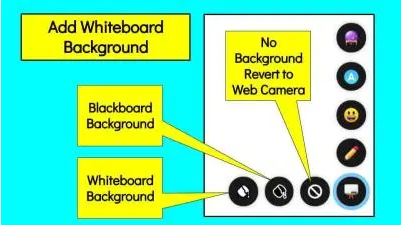 Add Whiteboard
Background
No
Background
Revert to
Web Camera
A
Blackboard
Background
Whiteboard
Background